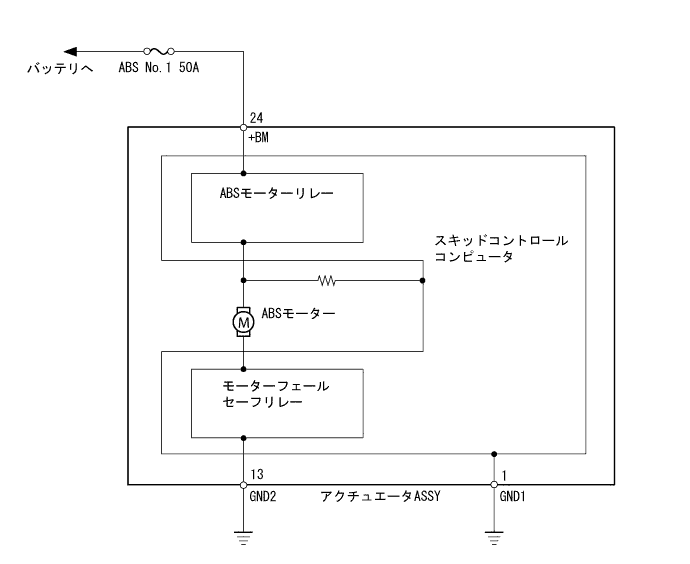 バッテリへ
ABS No.1 50A
24
+BM
ABSモーターリレー
スキッドコントロール
コンピュータ
ABSモーター
M
モーターフェール
セーフリレー
13
GND2
アクチュエータASSY
1
GND1